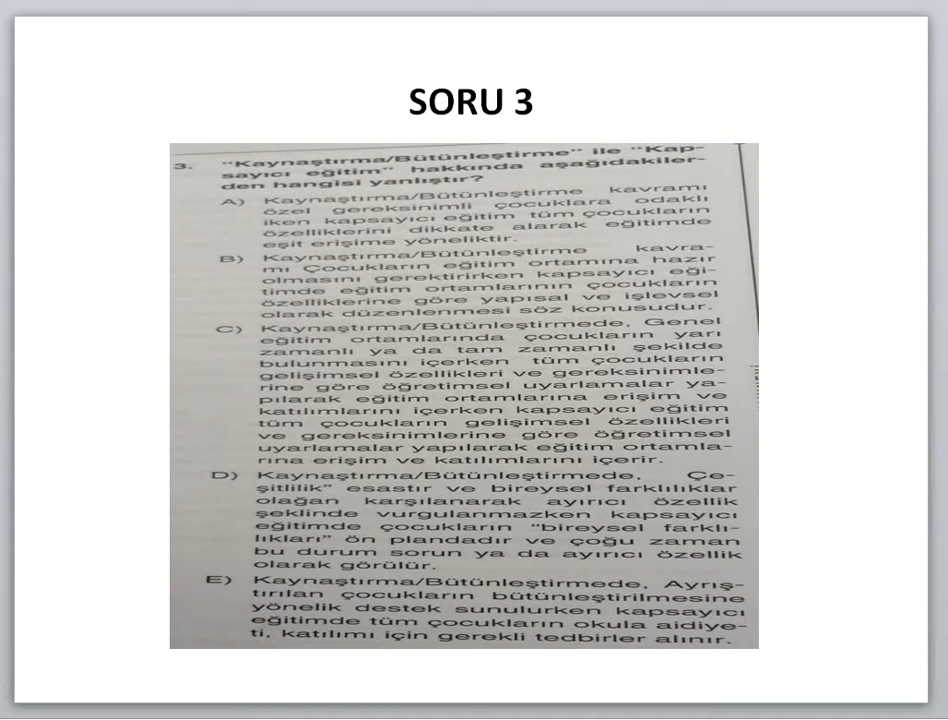 SORU 3
3. "Kaynaştırma/Bütünleştirme" ile "Kap-
sayıcı eğitim" hakkında aşağıdakiler-
den hangisi yanlıştır?
A) Kaynaştırma/Bütünleştirme kavramı
özel gereksinimli çocuklara odaklı
iken kapsayıcı eğitim tüm çocukların
özelliklerini dikkate alarak eğitimde
eşit erişime yöneliktir.
B) Kaynaştırma/Bütünleştirme kavra-
mı Çocukların eğitim ortamına hazır
olmasını gerektirirken kapsayıcı eği-
timde eğitim ortamlarının çocukların
özelliklerine göre yapısal ve işlevsel
olarak düzenlenmesi söz konusudur.
C) Kaynaştırma/Bütünleştirmede, Genel
eğitim ortamlarında çocukların yarı
zamanlı ya da tam zamanlı şekilde
bulunmasını içerken tüm çocukların
gelişimsel özellikleri ve gereksinimle-
rine göre öğretimsel uyarlamalar ya-
pılarak eğitim ortamlarına erişim ve
katılımlarını içerken kapsayıcı eğitim
tüm çocukların gelişimsel özellikleri
ve gereksinimlerine göre öğretimsel
uyarlamalar yapılarak eğitim ortamla-
rına erişim ve katılımlarını içerir.
D) Kaynaştırma/Bütünleştirmede, Çe-
şitlilik" esastır ve bireysel farklılıklar
olağan karşılanarak ayırıcı özellik
şeklinde vurgulanmazken kapsayıcı
eğitimde çocukların "bireysel farklı-
lıkları" ön plandadır ve çoğu zaman
bu durum sorun ya da ayırıcı özellik
olarak görülür.
E) Kaynaştırma/Bütünleştirmede, Ayrış-
tırılan çocukların bütünleştirilmesine
yönelik destek sunulurken kapsayıcı
eğitimde tüm çocukların okula aidiye-
ti, katılımı için gerekli tedbirler alınır.